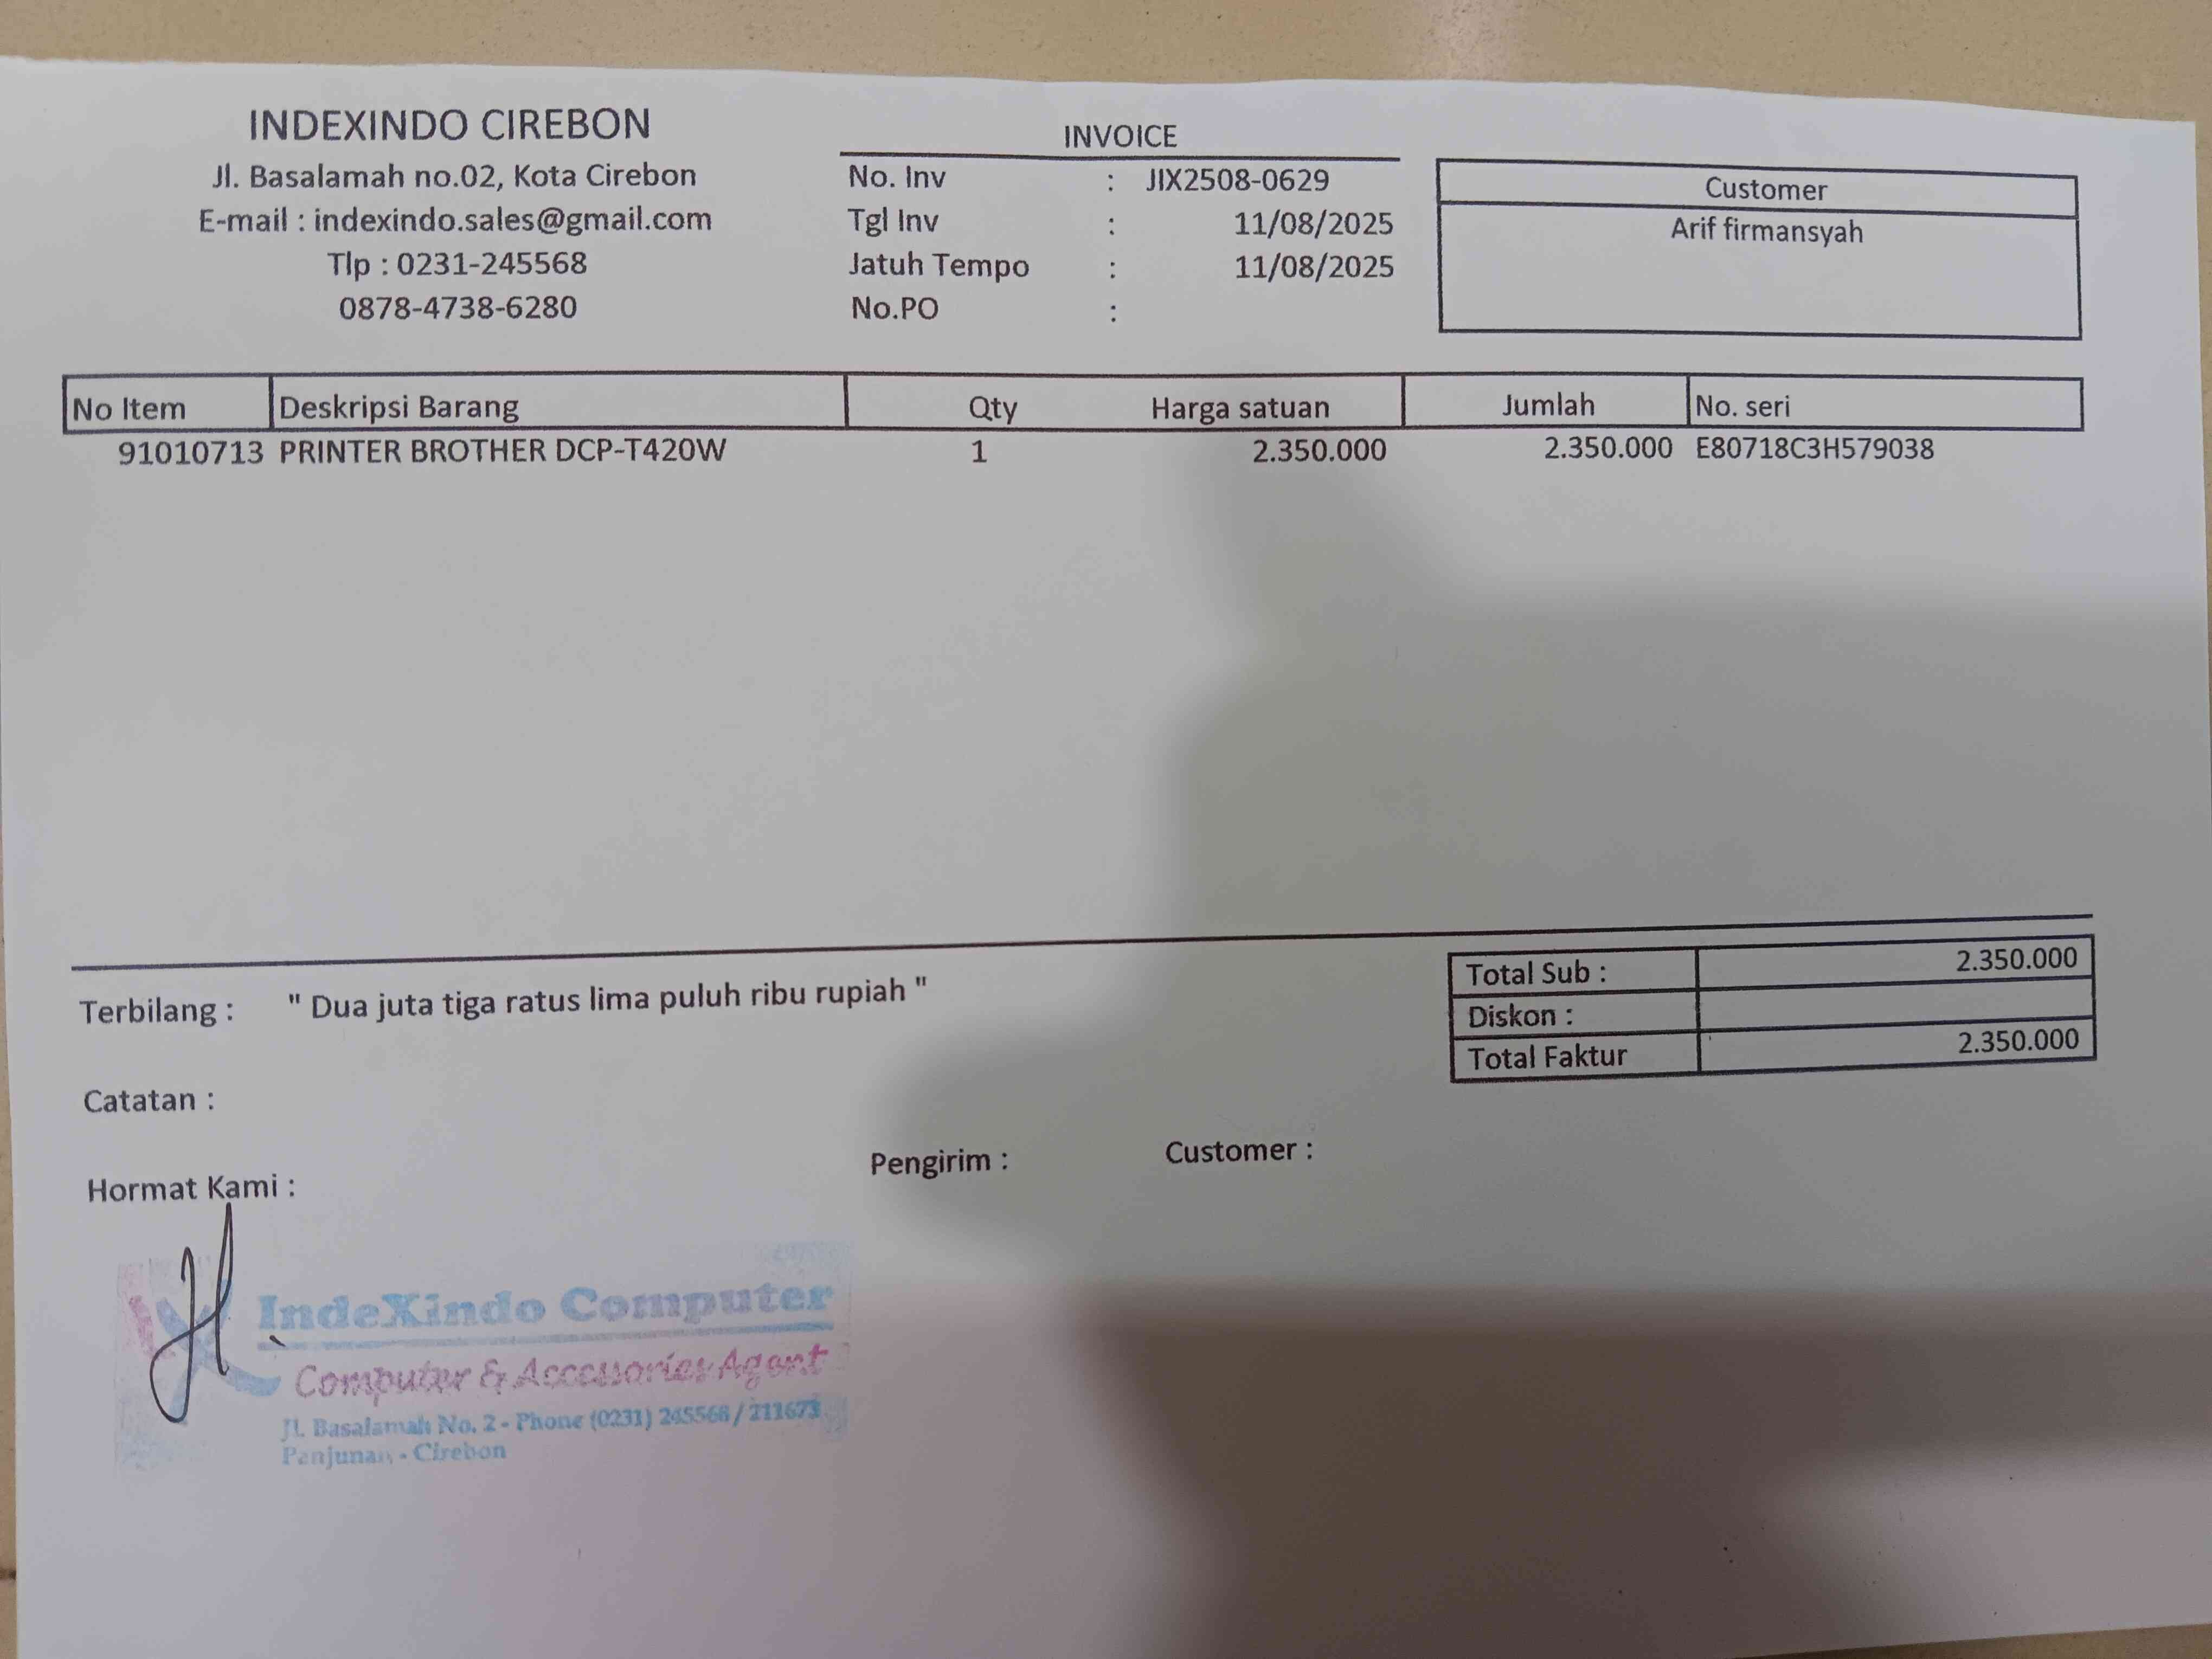 INDEXINDO CIREBON
Jl. Basalamah no.02, Kota Cirebon
E-mail : indexindo.sales@gmail.com
Tlp : 0231-245568
0878-4738-6280
INVOICE
No. Inv : JIX2508-0629
Tgl Inv : 11/08/2025
Jatuh Tempo : 11/08/2025
No.PO :
Customer
Arif firmansyah
No Item Deskripsi Barang Qty Harga satuan Jumlah No. seri
91010713 PRINTER BROTHER DCP-T420W 1 2.350.000 2.350.000 E80718C3H579038
Terbilang : " Dua juta tiga ratus lima puluh ribu rupiah "
Total Sub : 2.350.000
Diskon :
Total Faktur 2.350.000
Catatan :
Hormat Kami :
Pengirim :
Customer :
IndeXindo Computer
Computer & Accessories Agent
Jl. Basalamah No. 2 - Phone (0231) 245568 / 211673
Panjunan - Cirebon